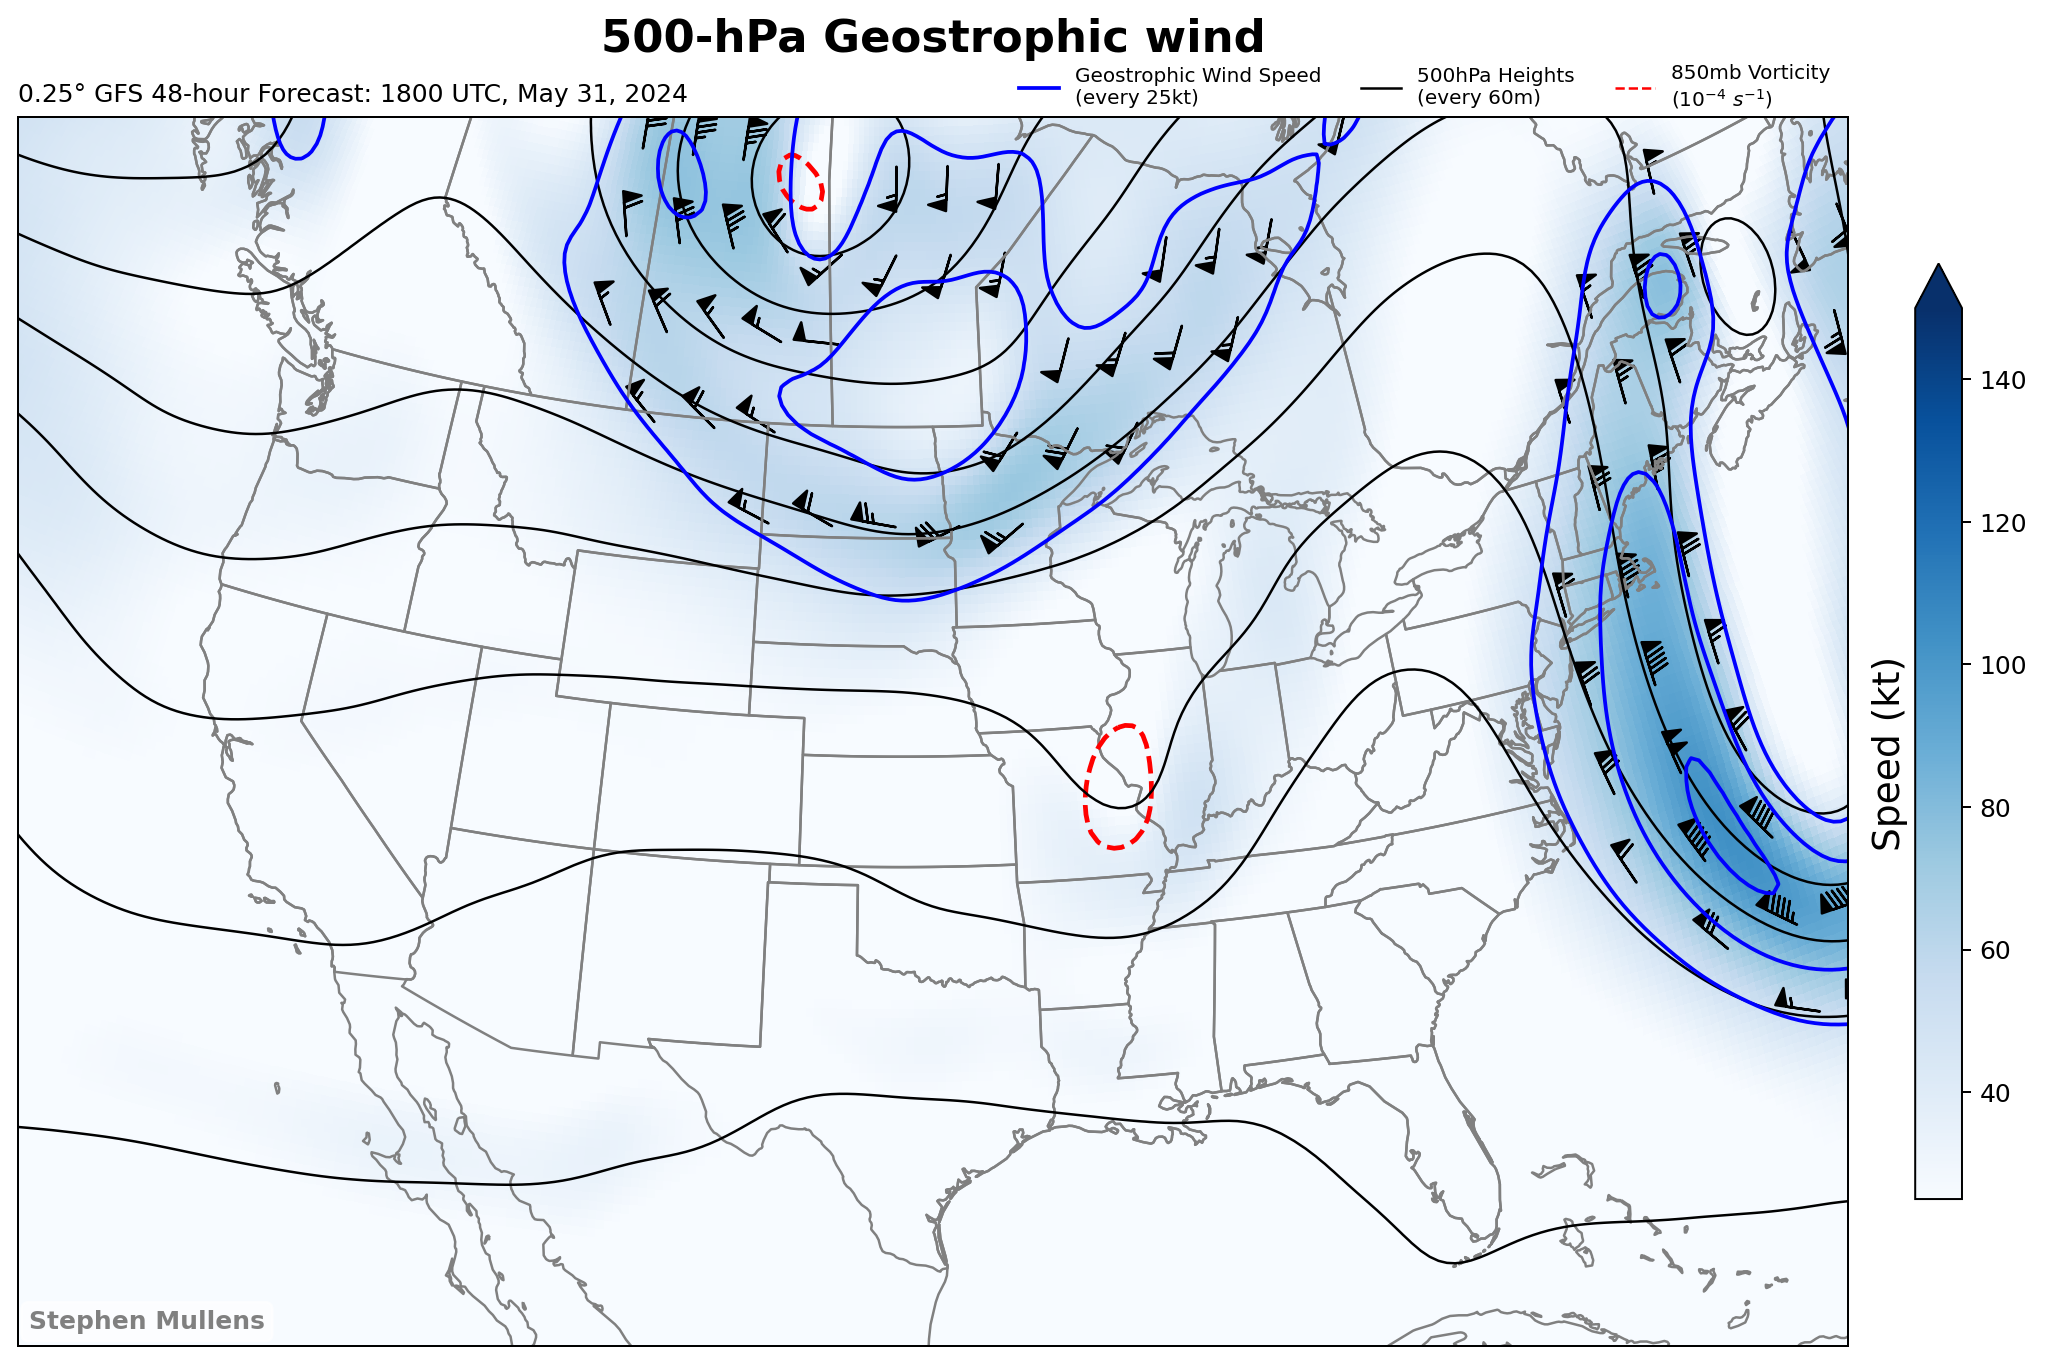 500-hPa Geostrophic wind
0.25° GFS 48-hour Forecast: 1800 UTC, May 31, 2024
Geostrophic Wind Speed
(every 25kt)
500hPa Heights
(every 60m)
850mb Vorticity
(10⁻⁴ s⁻¹)
140
120
100
80
60
40
Speed (kt)
Stephen Mullens